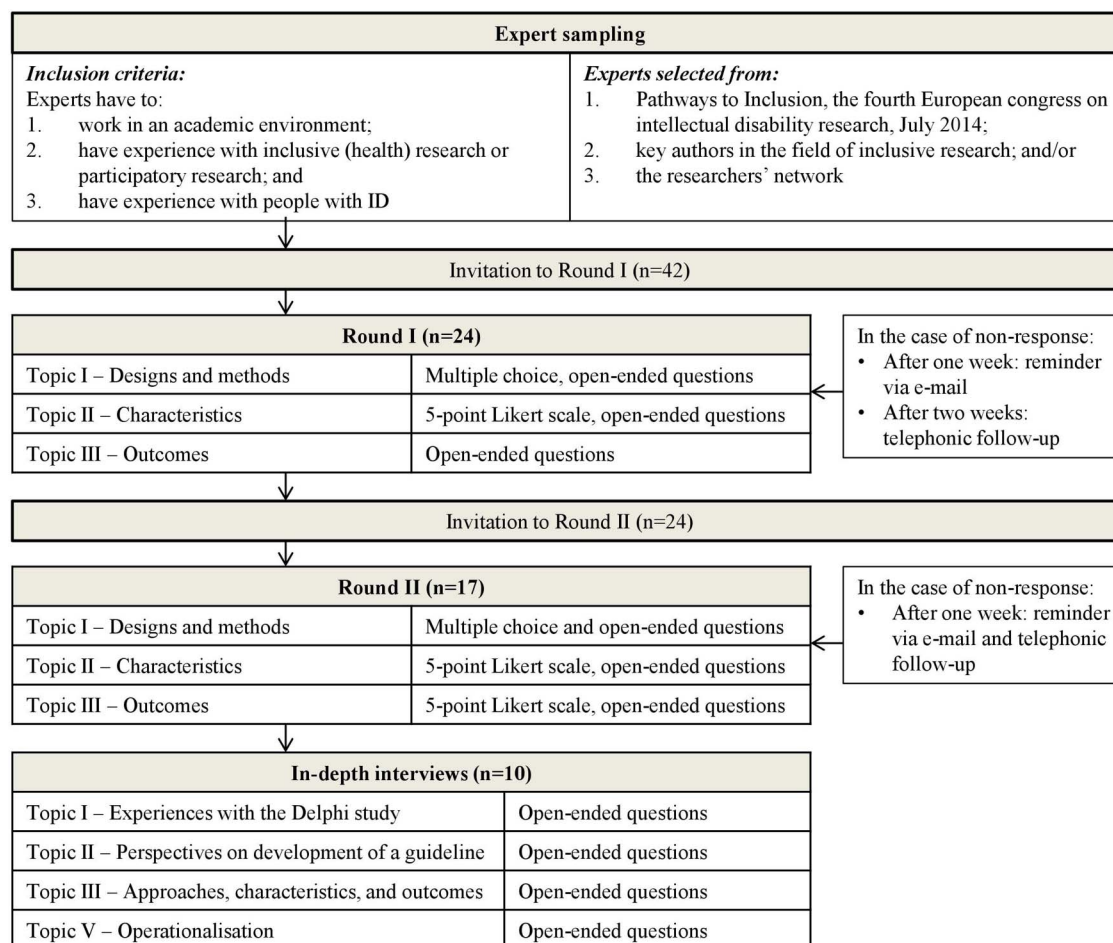 Expert sampling
Inclusion criteria:
Experts have to:
1. work in an academic environment;
2. have experience with inclusive (health) research or
participatory research; and
3. have experience with people with ID
Experts selected from:
1. Pathways to Inclusion, the fourth European congress on
intellectual disability research, July 2014;
2. key authors in the field of inclusive research; and/or
3. the researchers' network
Invitation to Round I (n=42)
Round I (n=24)
Topic I – Designs and methods
Multiple choice, open-ended questions
Topic II – Characteristics
5-point Likert scale, open-ended questions
Topic III – Outcomes
Open-ended questions
In the case of non-response:
• After one week: reminder
via e-mail
• After two weeks:
telephonic follow-up
Invitation to Round II (n=24)
Round II (n=17)
Topic I – Designs and methods
Multiple choice and open-ended questions
Topic II – Characteristics
5-point Likert scale, open-ended questions
Topic III – Outcomes
5-point Likert scale, open-ended questions
In the case of non-response:
• After one week: reminder
via e-mail and telephonic
follow-up
In-depth interviews (n=10)
Topic I – Experiences with the Delphi study
Open-ended questions
Topic II – Perspectives on development of a guideline
Open-ended questions
Topic III – Approaches, characteristics, and outcomes
Open-ended questions
Topic V – Operationalisation
Open-ended questions